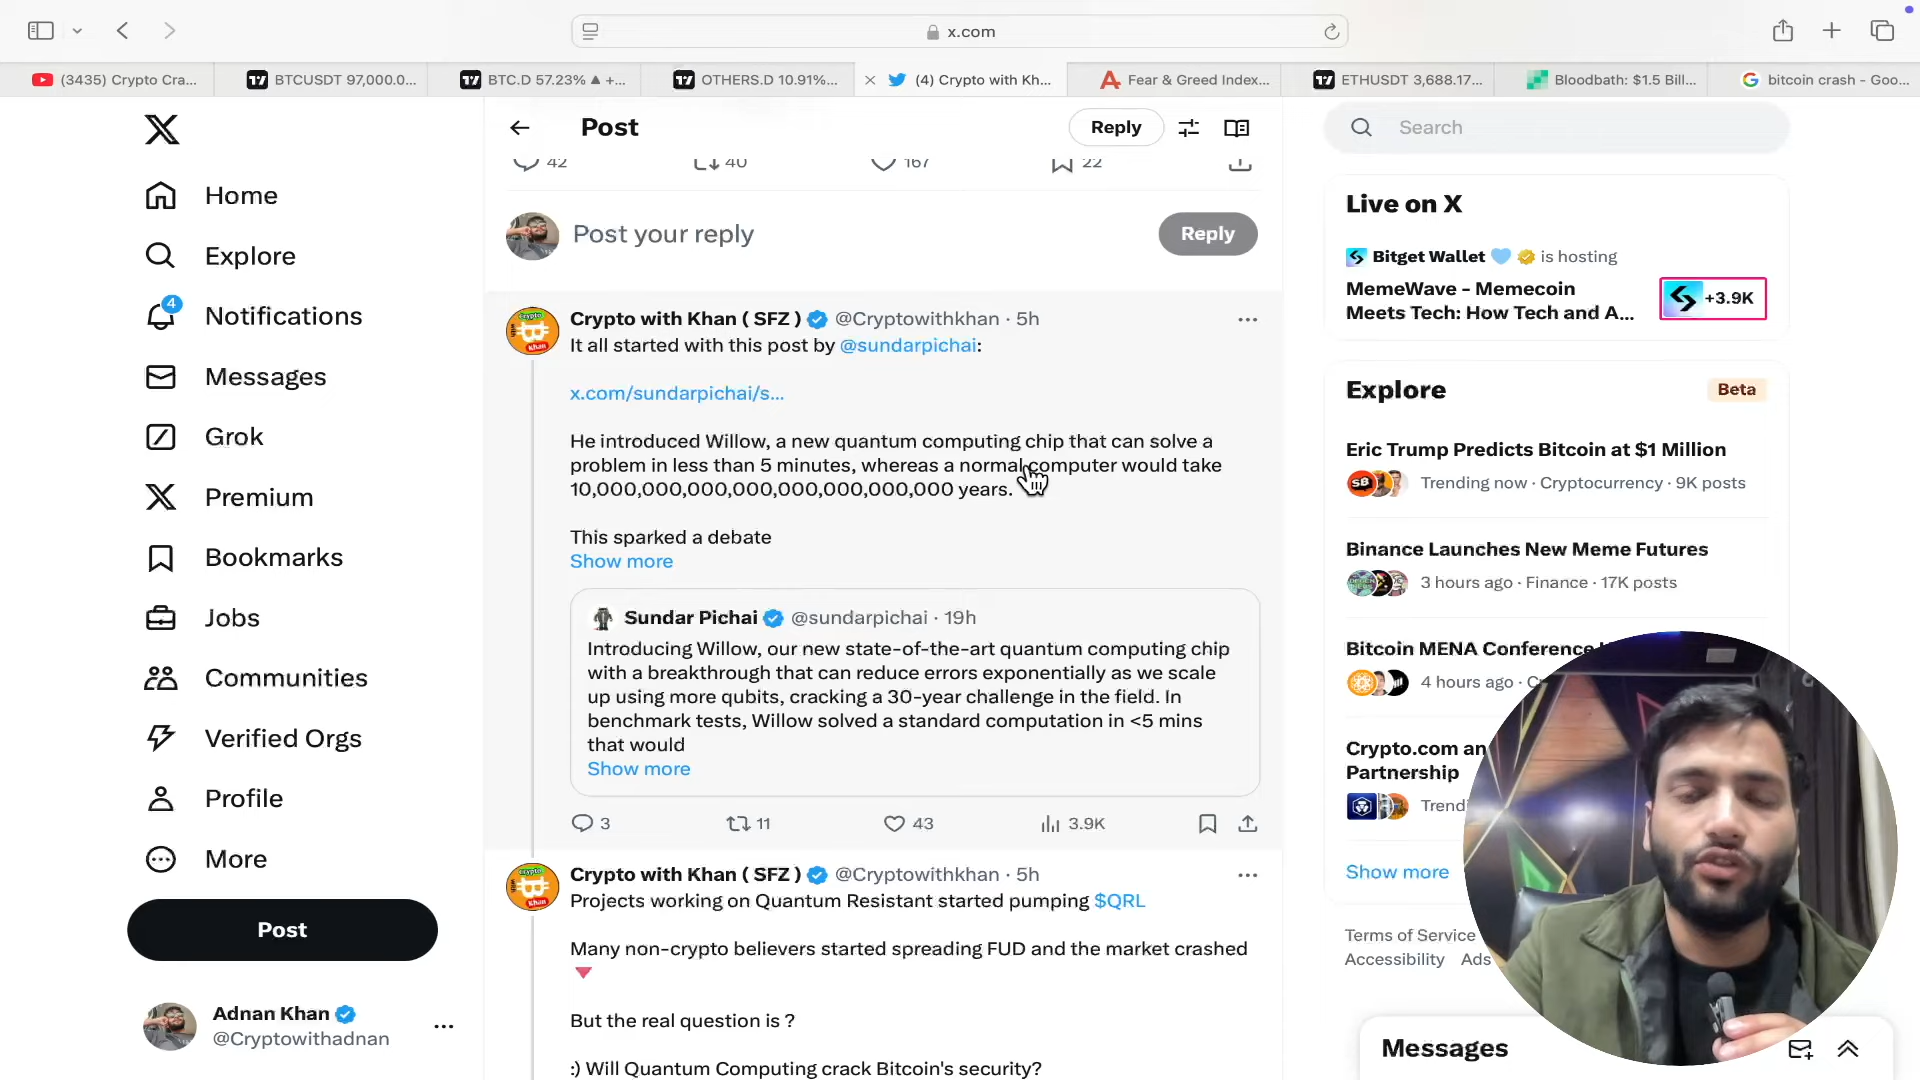 x.com
(3435) Crypto Cra...
BTCUSDT 97,000.0...
BTC.D 57.23% ▲ +...
OTHERS.D 10.91%...
(4) Crypto with Kh...
Fear & Greed Index...
ETHUSDT 3,688.17...
Bloodbath: $1.5 Bill...
bitcoin crash - Goo...
Home
Explore
4
Notifications
Messages
Grok
Premium
Bookmarks
Jobs
Communities
Verified Orgs
Profile
More
Post
Adnan Khan
@Cryptowithadnan
Post
Reply
42 40 167 22
Post your reply
Reply
Crypto with Khan ( SFZ ) @Cryptowithkhan · 5h
It all started with this post by @sundarpichai:
x.com/sundarpichai/s...
He introduced Willow, a new quantum computing chip that can solve a
problem in less than 5 minutes, whereas a normal computer would take
10,000,000,000,000,000,000,000,000 years.
This sparked a debate
Show more
Sundar Pichai @sundarpichai · 19h
Introducing Willow, our new state-of-the-art quantum computing chip
with a breakthrough that can reduce errors exponentially as we scale
up using more qubits, cracking a 30-year challenge in the field. In
benchmark tests, Willow solved a standard computation in <5 mins
that would
Show more
3 11 43 3.9K
Crypto with Khan ( SFZ ) @Cryptowithkhan · 5h
Projects working on Quantum Resistant started pumping $QRL
Many non-crypto believers started spreading FUD and the market crashed
🔻
But the real question is ?
:) Will Quantum Computing crack Bitcoin's security?
Search
Live on X
Bitget Wallet 🩵 is hosting
MemeWave - Memecoin
Meets Tech: How Tech and A...
+3.9K
Explore
Beta
Eric Trump Predicts Bitcoin at $1 Million
Trending now · Cryptocurrency · 9K posts
Binance Launches New Meme Futures
3 hours ago · Finance · 17K posts
Bitcoin MENA Conference
4 hours ago ·
Crypto.com an
Partnership
Trend
Show more
Terms of Service
Accessibility Ads
Messages